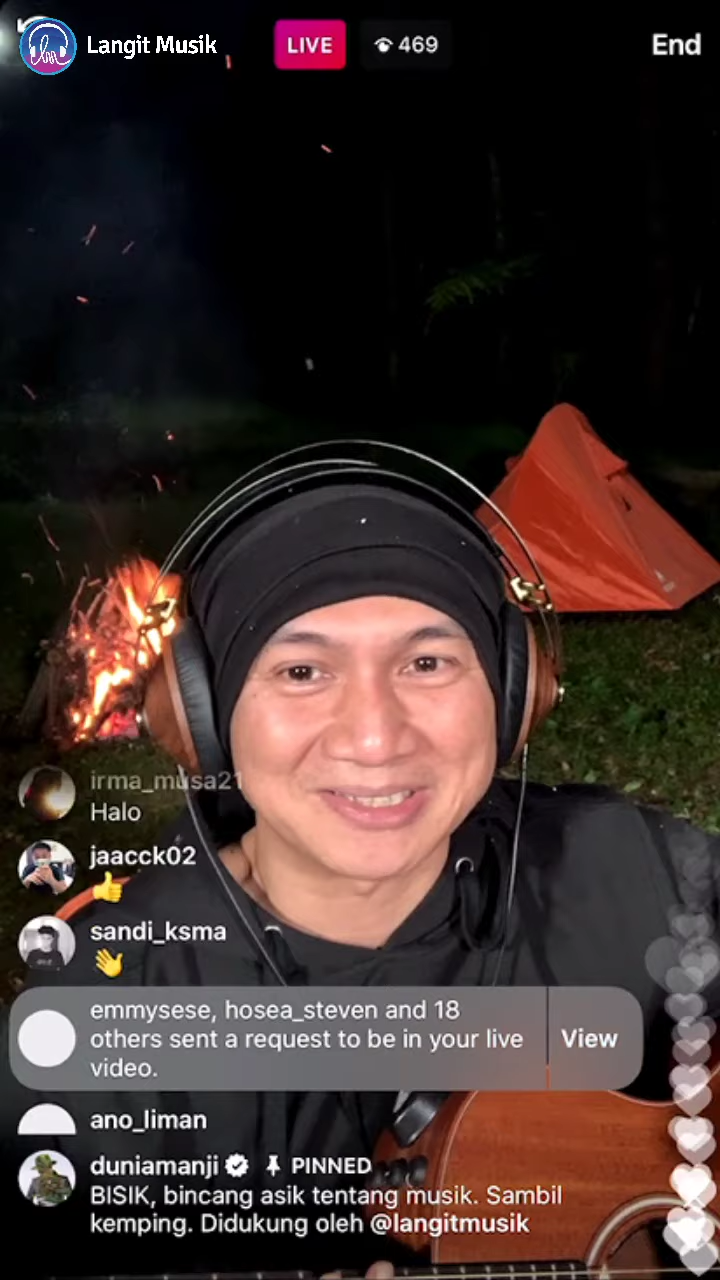 Langit Musik
LIVE
469
End
irma_musa21
Halo
jaacck02
👍
sandi_ksma
👋
emmysese, hosea_steven and 18
others sent a request to be in your live
video.
View
ano_liman
duniamanji PINNED
BISIK, bincang asik tentang musik. Sambil
kemping. Didukung oleh @langitmusik